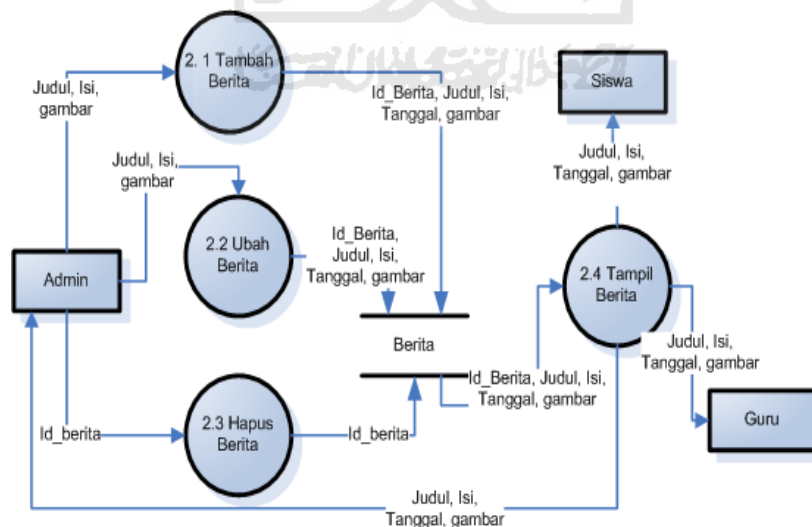 2. 1 Tambah
Berita
Judul, Isi,
gambar
Id_Berita, Judul, Isi,
Tanggal, gambar
Siswa
Judul, Isi,
gambar
Judul, Isi,
Tanggal, gambar
2.2 Ubah
Berita
Id_Berita,
Judul, Isi,
Tanggal, gambar
Admin
2.4 Tampil
Berita
Berita
Judul, Isi,
Tanggal, gambar
Id_Berita, Judul, Isi,
Tanggal, gambar
Id_berita
2.3 Hapus
Berita
Id_berita
Guru
Judul, Isi,
Tanggal, gambar